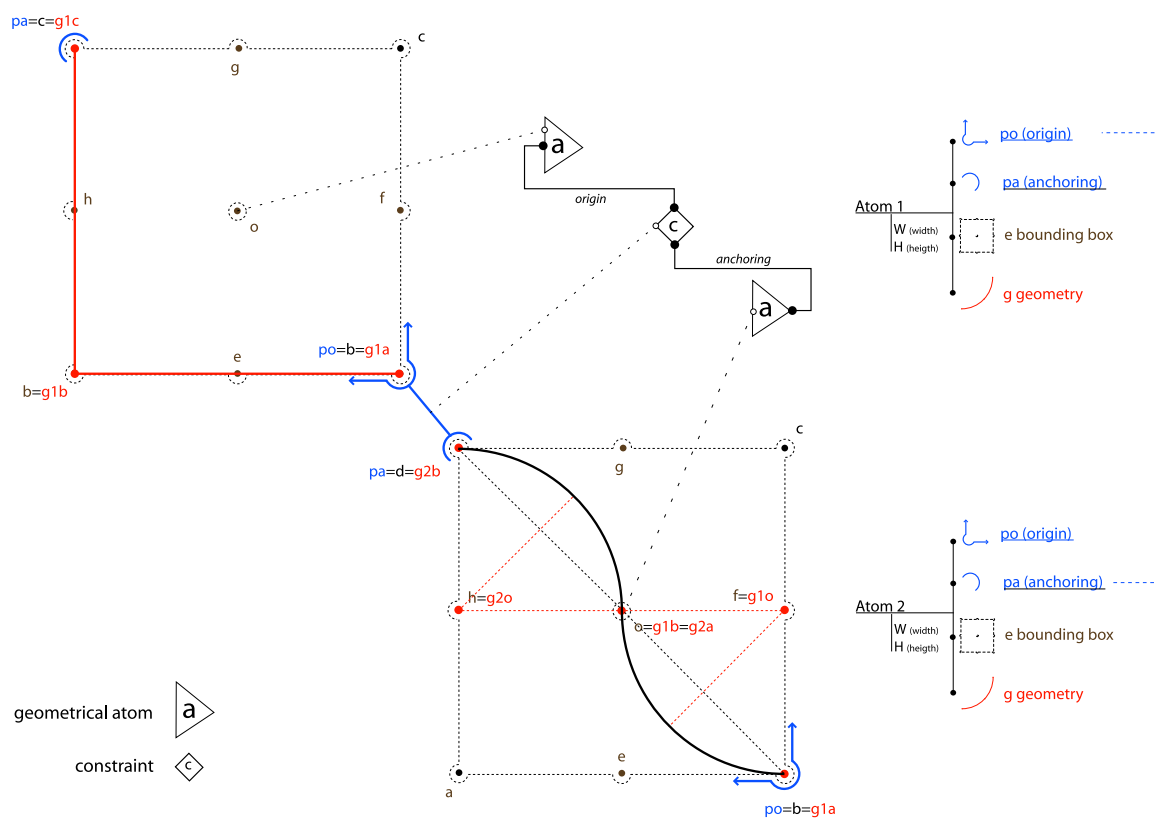 pa=c=g1c
c
g
a
po (origin)
h
f
pa (anchoring)
origin
Atom 1
o
c
W (width)
e bounding box
H (heigth)
anchoring
g geometry
a
po=b=g1a
e
b=g1b
c
pa=d=g2b
g
po (origin)
pa (anchoring)
h=g2o
f=g1o
Atom 2
o=g1b=g2a
W (width)
e bounding box
H (heigth)
g geometry
geometrical atom
a
e
constraint
c
a
po=b=g1a